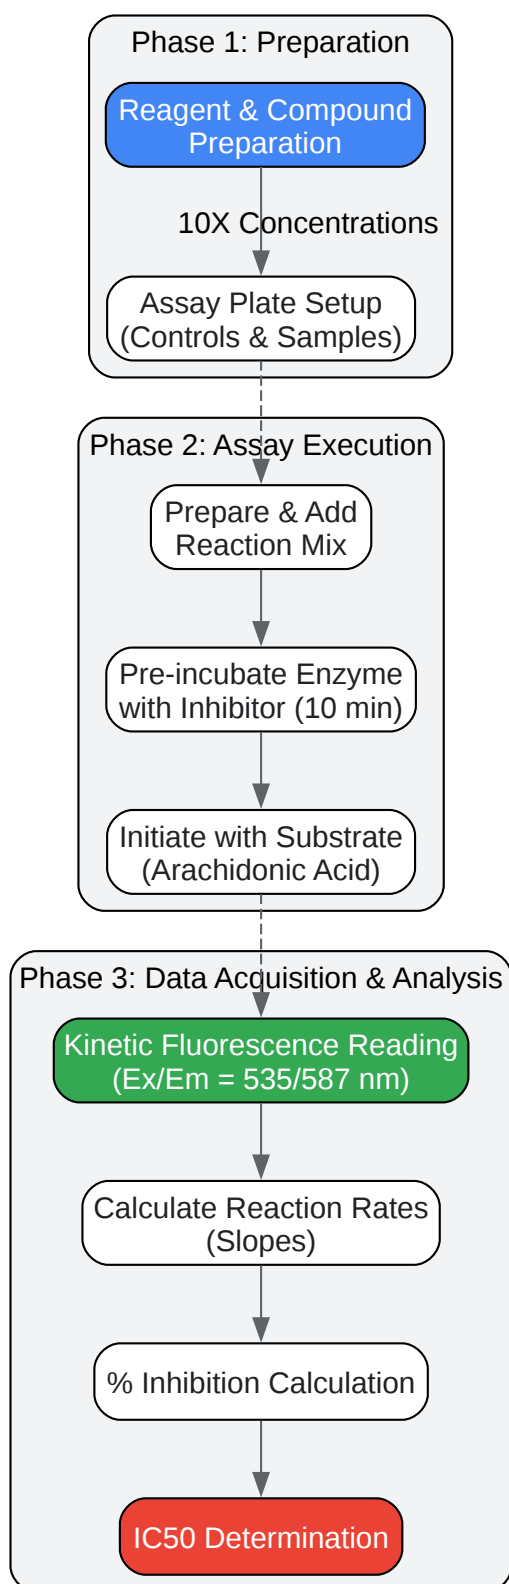 Phase 1: Preparation
Reagent & Compound
Preparation
10X Concentrations
Assay Plate Setup
(Controls & Samples)
Phase 2: Assay Execution
Prepare & Add
Reaction Mix
Pre-incubate Enzyme
with Inhibitor (10 min)
Initiate with Substrate
(Arachidonic Acid)
Phase 3: Data Acquisition & Analysis
Kinetic Fluorescence Reading
(Ex/Em = 535/587 nm)
Calculate Reaction Rates
(Slopes)
% Inhibition Calculation
IC50 Determination